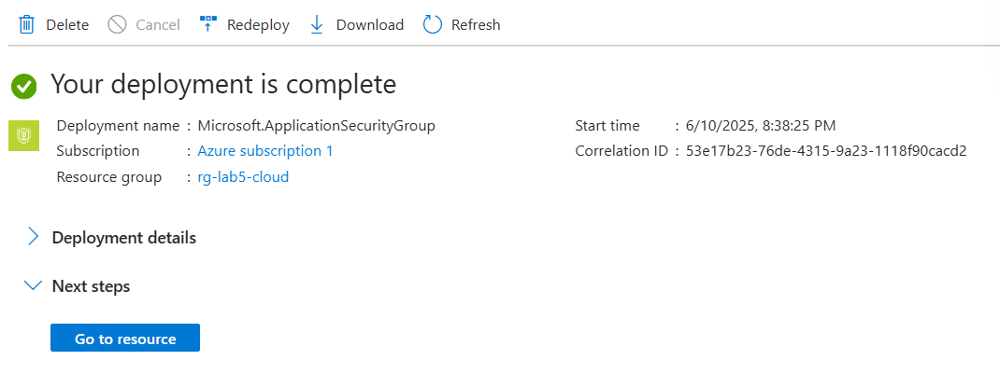 Delete Cancel Redeploy Download Refresh
Your deployment is complete
Deployment name : Microsoft.ApplicationSecurityGroup Start time : 6/10/2025, 8:38:25 PM
Subscription : Azure subscription 1 Correlation ID : 53e17b23-76de-4315-9a23-1118f90cacd2
Resource group : rg-lab5-cloud
Deployment details
Next steps
Go to resource